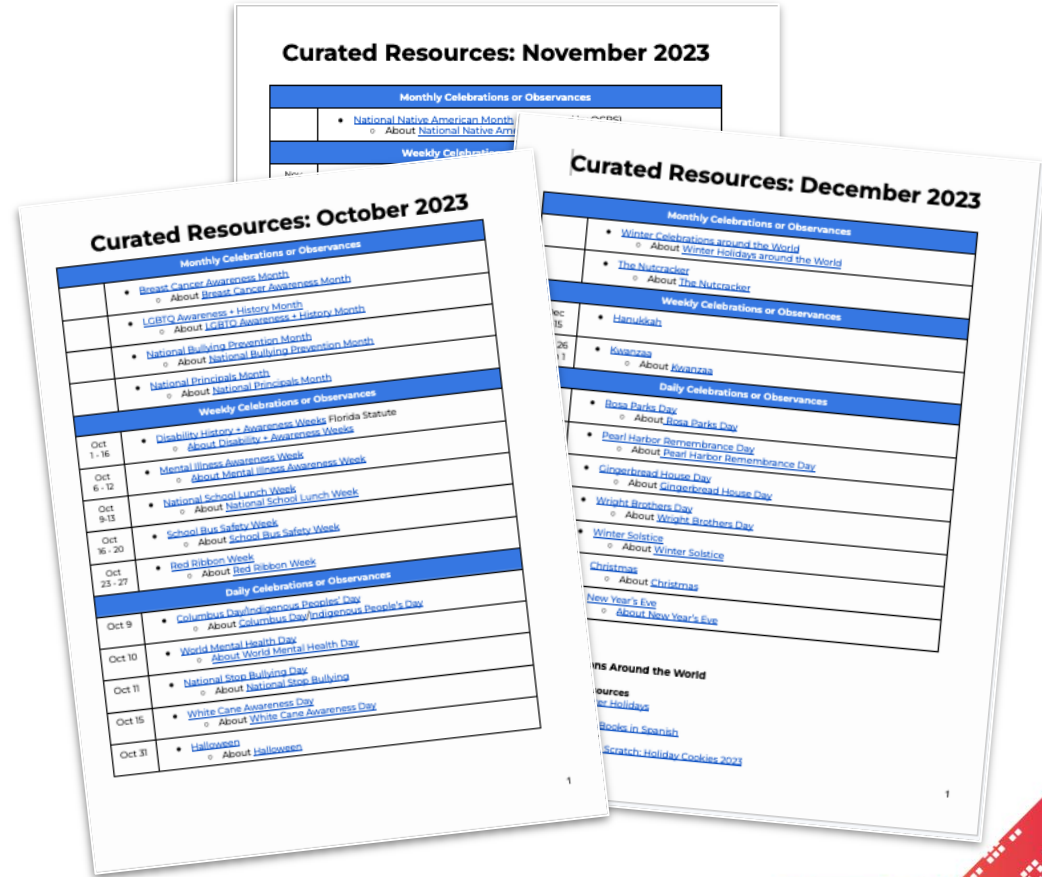 Curated Resources: November 2023
Monthly Celebrations or Observances
National Native American Month
About National Native
Weekly
Curated Resources: October 2023
Monthly Celebrations or Observances
Breast Cancer Awareness Month
About Breast Cancer Awareness Month
LGBTQ Awareness + History Month
About LGBTQ Awareness + History Month
National Bullying Prevention Month
About National Bullying Prevention Month
National Principals Month
About National Principals Month
Weekly Celebrations or Observances
Oct 1 - 16
Disability History + Awareness Weeks Florida Statute
About Disability + Awareness Weeks
Oct 6 - 12
Mental Illness Awareness Week
About Mental Illness Awareness Week
Oct 9-13
National School Lunch Week
About National School Lunch Week
Oct 16 - 20
School Bus Safety Week
About School Bus Safety Week
Oct 23 - 27
Red Ribbon Week
About Red Ribbon Week
Daily Celebrations or Observances
Oct 9
Columbus Day/Indigenous Peoples' Day
About Columbus Day/Indigenous People's Day
Oct 10
World Mental Health Day
About World Mental Health Day
Oct 11
National Stop Bullying Day
About National Stop Bullying
Oct 15
White Cane Awareness Day
About White Cane Awareness Day
Oct 31
Halloween
About Halloween
1
Curated Resources: December 2023
Monthly Celebrations or Observances
Winter Celebrations around the World
About Winter Holidays around the World
The Nutcracker
About The Nutcracker
Weekly Celebrations or Observances
15
Hanukkah
26
1
Kwanzaa
About Kwanzaa
Daily Celebrations or Observances
Rosa Parks Day
About Rosa Parks Day
Pearl Harbor Remembrance Day
About Pearl Harbor Remembrance Day
Gingerbread House Day
About Gingerbread House Day
Wright Brothers Day
About Wright Brothers Day
Winter Solstice
About Winter Solstice
Christmas
About Christmas
New Year's Eve
About New Year's Eve
Around the World
Holidays
Books in Spanish
Scratch: Holiday Cookies 2023
1